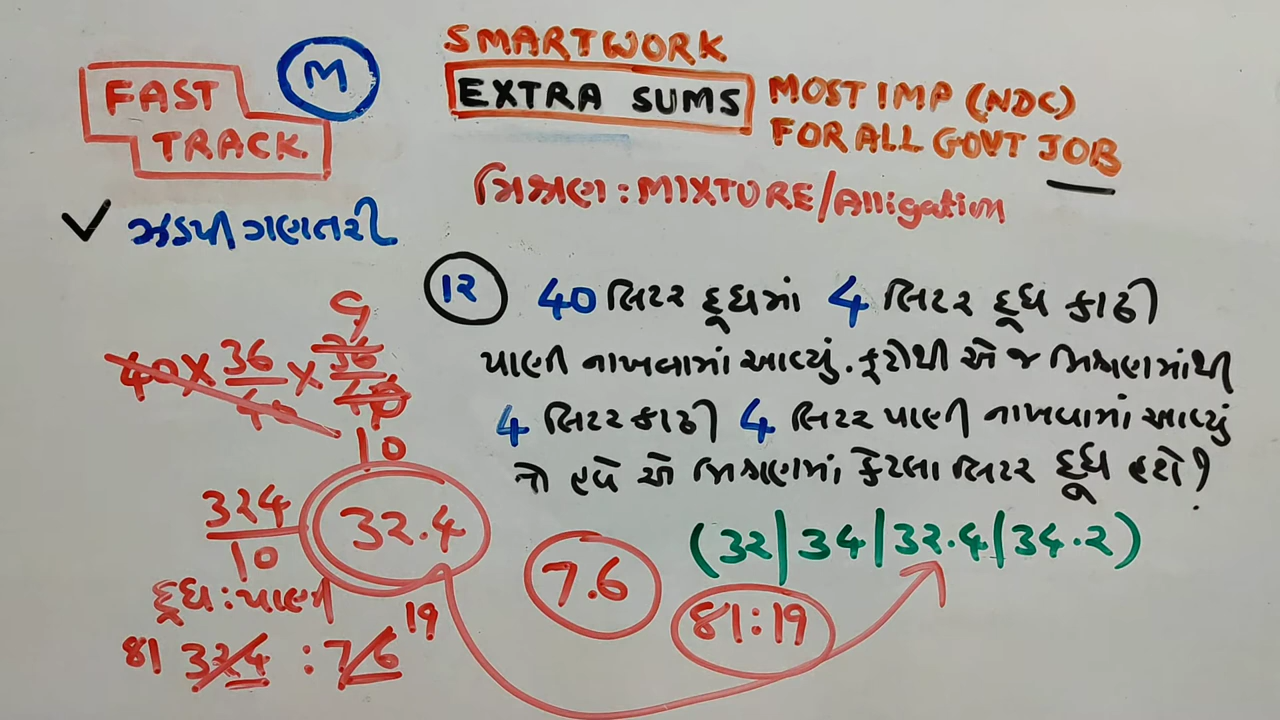 FAST
TRACK
M
SMARTWORK
EXTRA SUMS
MOST IMP (NDC)
FOR ALL GOVT JOB
મિશ્રણ : MIXTURE/Alligation
✓ ઝડપી ગણતરી
૧૨ 40 લિટર દૂધમાં 4 લિટર દૂધ કાઢી
પાણી નાખવામાં આવ્યું. ફરીથી એ જ મિશ્રણમાંથી
4 લિટર કાઢી 4 લિટર પાણી નાખવામાં આવ્યું
તો હવે એ મિશ્રણમાં કેટલા લિટર દૂધ હશે?
(32|34|32.4|34.2)
9
40 × 36 × 36
40 40
10
324
10
32.4
દૂધ : પાણી
81 324 : 76 19
7.6
81:19